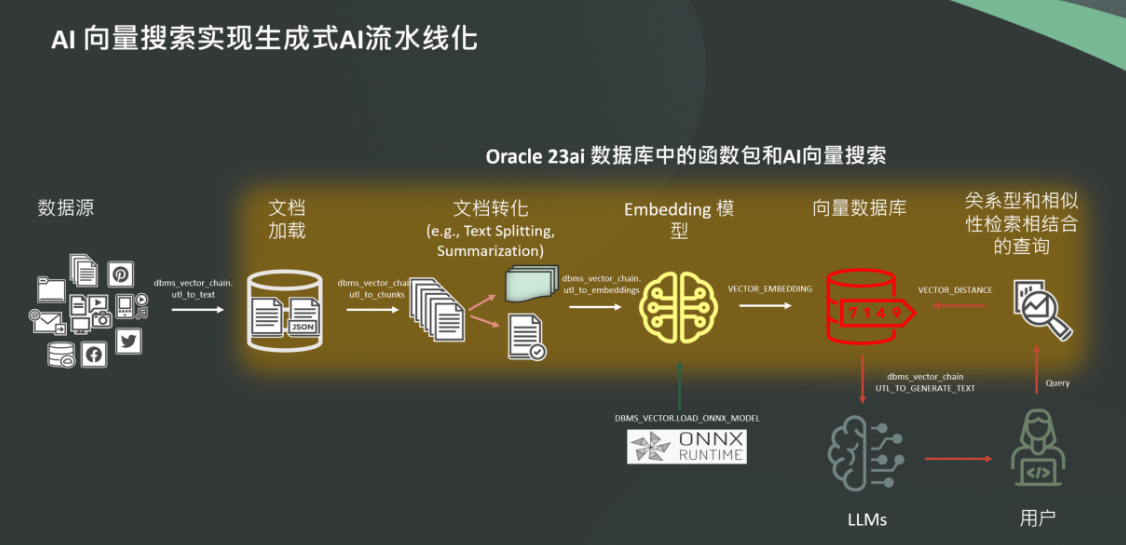 AI 向量搜索实现生成式AI流水线化
Oracle 23ai 数据库中的函数包和AI向量搜索
数据源
文档
加载
文档转化
(e.g., Text Splitting,
Summarization)
Embedding 模
型
向量数据库
关系型和相似
性检索相结合
的查询
dbms_vector_chain.
utl_to_text
JSON
dbms_vector_chain
utl_to_chunks
dbms_vector_chain.
utl_to_embeddings
VECTOR_EMBEDDING
7 1 4 9
VECTOR_DISTANCE
dbms_vector_chain
UTL_TO_GENERATE_TEXT
Query
DBMS_VECTOR.LOAD_ONNX_MODEL
ONNX
RUNTIME
LLMs
用户